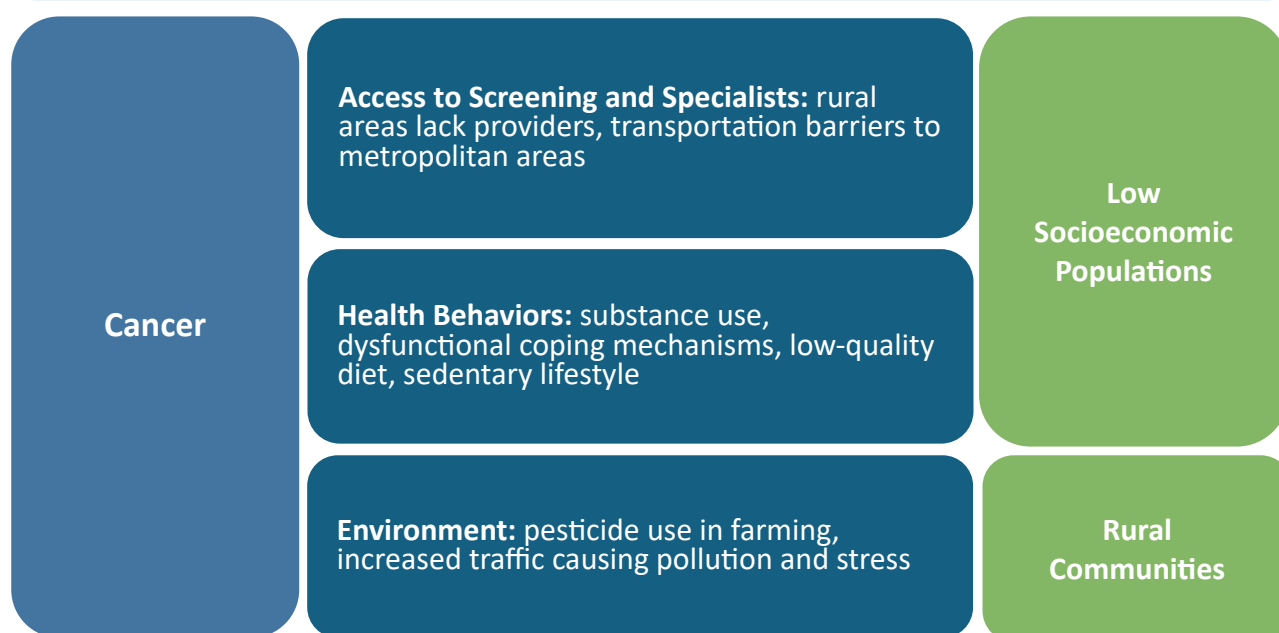 Cancer
Access to Screening and Specialists: rural
areas lack providers, transportation barriers to
metropolitan areas
Health Behaviors: substance use,
dysfunctional coping mechanisms, low-quality
diet, sedentary lifestyle
Environment: pesticide use in farming,
increased traffic causing pollution and stress
Low
Socioeconomic
Populations
Rural
Communities